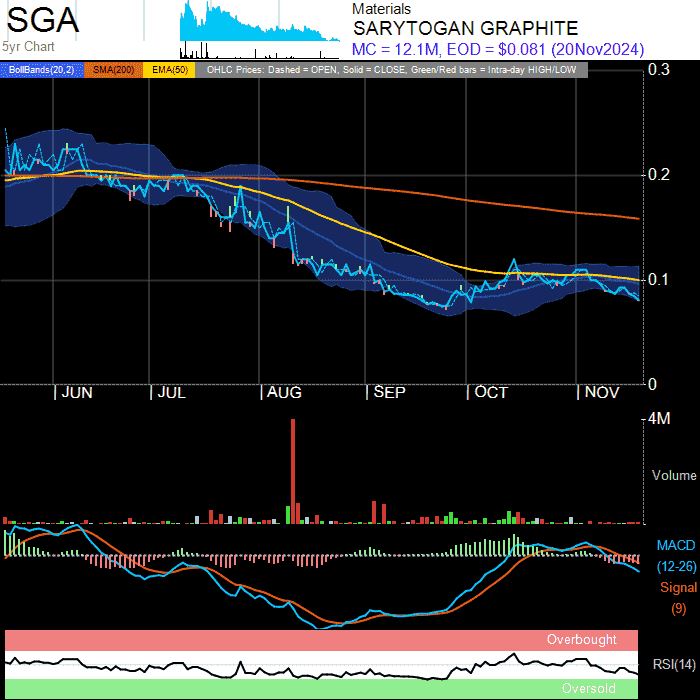 SGA
5yr Chart
Materials
SARYTOGAN GRAPHITE
MC = 12.1M, EOD = $0.081 (20Nov2024)
BollBands(20,2) SMA(200) EMA(50) OHLC Prices: Dashed = OPEN, Solid = CLOSE, Green/Red bars = Intra-day HIGH/LOW
0.3
0.2
0.1
0
JUN JUL AUG SEP OCT NOV
4M
Volume
MACD
(12-26)
Signal
(9)
Overbought
RSI(14)
Oversold